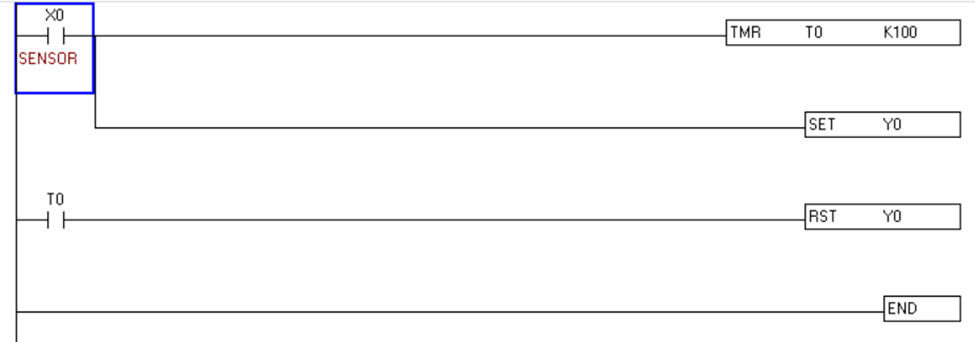 X0
TMR T0 K100
SENSOR
SET Y0
T0
RST Y0
END